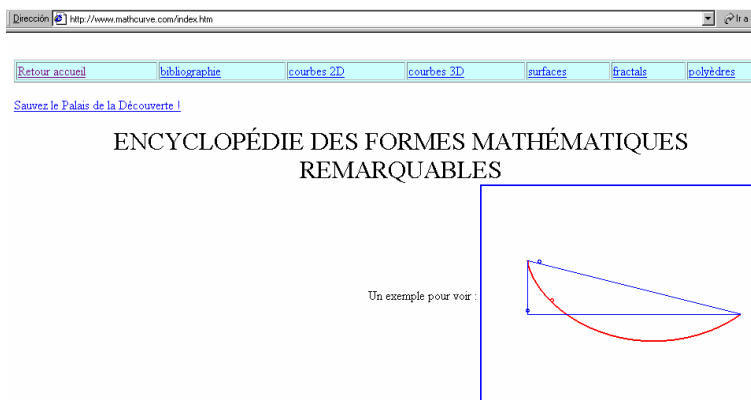 Dirección http://www.mathcurve.com/index.htm Ir a
Retour accueil bibliographie courbes 2D courbes 3D surfaces fractals polyèdres
Sauvez le Palais de la Découverte !
ENCYCLOPÉDIE DES FORMES MATHÉMATIQUES
REMARQUABLES
Un exemple pour voir :